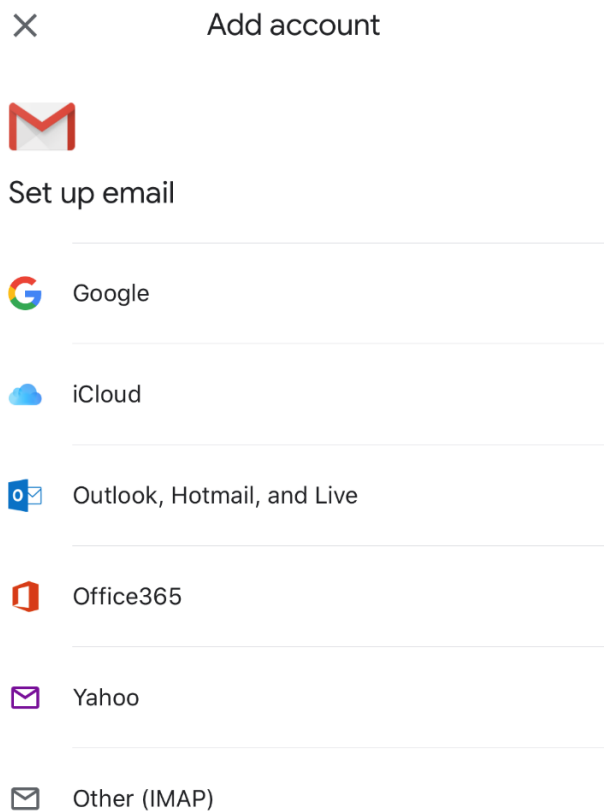 Add account
Set up email
Google
iCloud
Outlook, Hotmail, and Live
Office365
Yahoo
Other (IMAP)